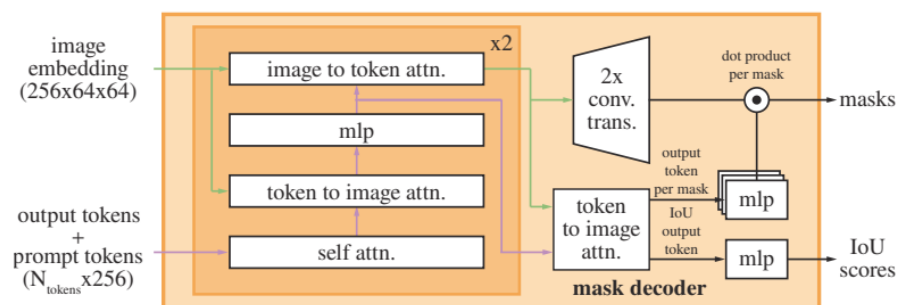 image
embedding
(256x64x64)
output tokens
+
prompt tokens
(Ntokensx256)
x2
image to token attn.
mlp
token to image attn.
self attn.
2x
conv.
trans.
token
to image
attn.
dot product
per mask
masks
output
token
per mask
mlp
IoU
output
token
mlp
IoU
scores
mask decoder